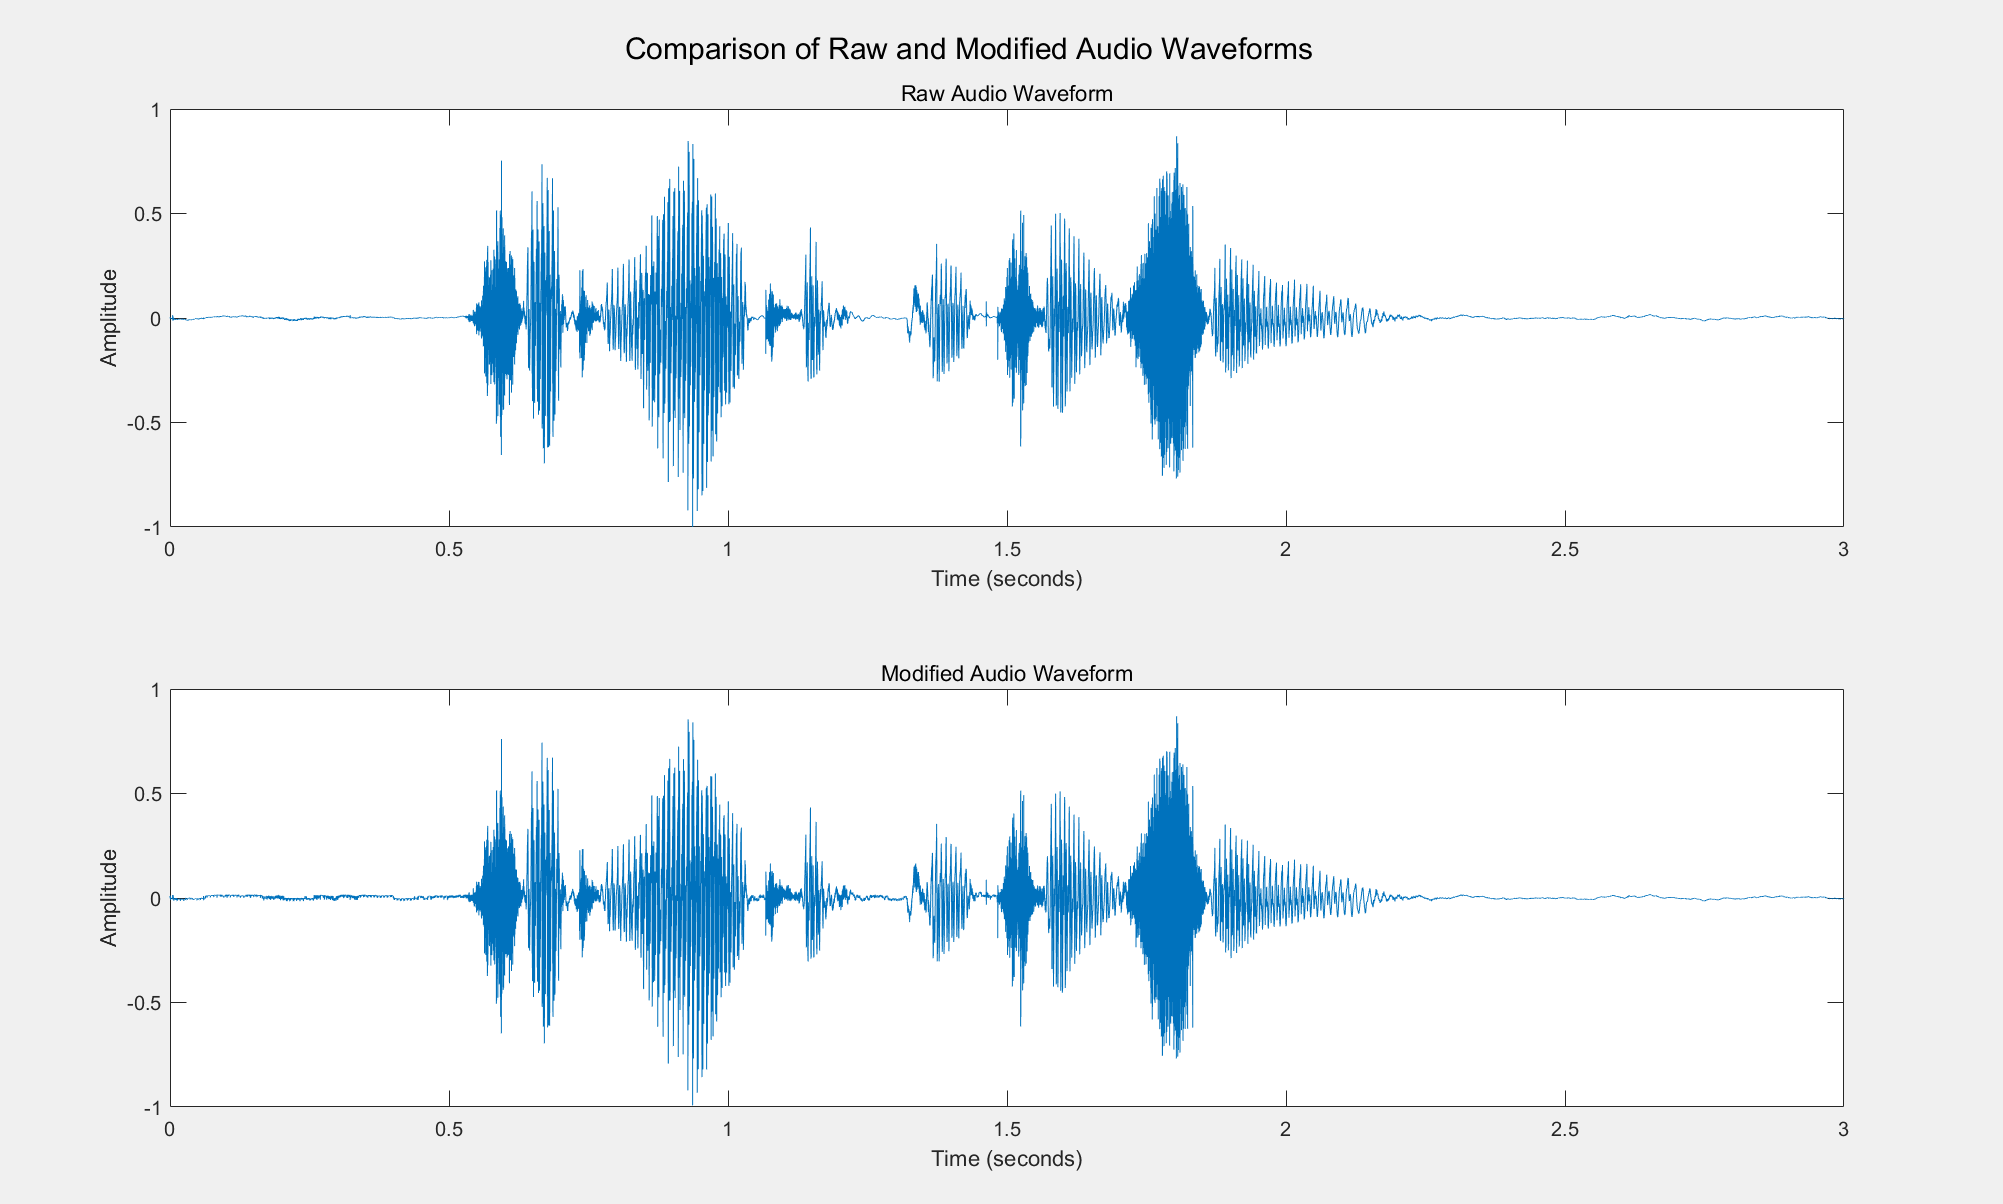 Comparison of Raw and Modified Audio Waveforms
Raw Audio Waveform
1
0.5
0
-0.5
-1
Amplitude
0 0.5 1 1.5 2 2.5 3
Time (seconds)
Modified Audio Waveform
1
0.5
0
-0.5
-1
Amplitude
0 0.5 1 1.5 2 2.5 3
Time (seconds)